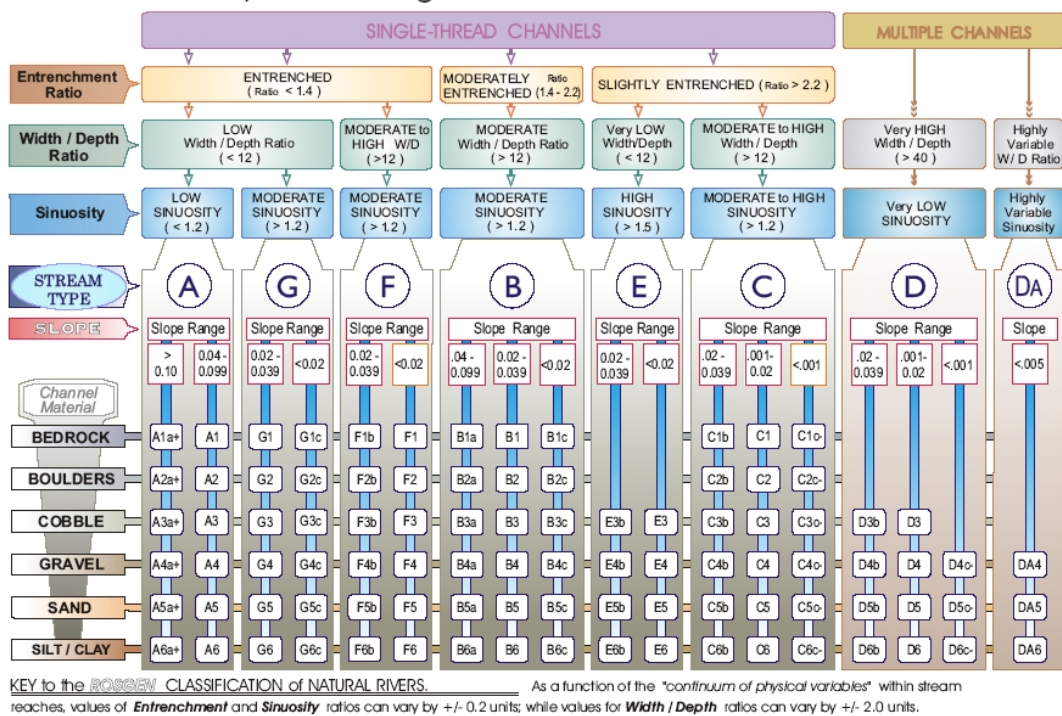 SINGLE-THREAD CHANNELS
MULTIPLE CHANNELS
Entrenchment
Ratio
ENTRENCHED
( Ratio < 1.4 )
MODERATELY Ratio
ENTRENCHED (1.4 - 2.2)
SLIGHTLY ENTRENCHED ( Ratio > 2.2 )
Width / Depth
Ratio
LOW
Width / Depth Ratio
( < 12 )
MODERATE to
HIGH W/D
( >12 )
MODERATE
Width / Depth Ratio
( > 12 )
Very LOW
Width/Depth
( < 12 )
MODERATE to HIGH
Width / Depth
( > 12 )
Very HIGH
Width / Depth
( > 40 )
Highly
Variable
W / D Ratio
Sinuosity
LOW
SINUOSITY
( < 1.2 )
MODERATE
SINUOSITY
( > 1.2 )
MODERATE
SINUOSITY
( > 1.2 )
MODERATE
SINUOSITY
( > 1.2 )
HIGH
SINUOSITY
( > 1.5 )
MODERATE to HIGH
SINUOSITY
( > 1.2 )
Very LOW
SINUOSITY
Highly
Variable
Sinuosity
STREAM
TYPE
A G F B E C D DA
SLOPE
Slope Range Slope Range Slope Range Slope Range Slope Range Slope Range Slope Range Slope
> 0.10
0.04 - 0.099
0.02 - 0.039
<0.02
0.02 - 0.039
<0.02
.04 - 0.099
0.02 - 0.039
<0.02
0.02 - 0.039
<0.02
.02 - 0.039
.001- 0.02
<.001
.02 - 0.039
.001- 0.02
<.001
<.005
Channel
Material
BEDROCK A1a+ A1 G1 G1c F1b F1 B1a B1 B1c C1b C1 C1c-
BOULDERS A2a+ A2 G2 G2c F2b F2 B2a B2 B2c C2b C2 C2c-
COBBLE A3a+ A3 G3 G3c F3b F3 B3a B3 B3c E3b E3 C3b C3 C3c- D3b D3
GRAVEL A4a+ A4 G4 G4c F4b F4 B4a B4 B4c E4b E4 C4b C4 C4c- D4b D4 D4c- DA4
SAND A5a+ A5 G5 G5c F5b F5 B5a B5 B5c E5b E5 C5b C5 C5c- D5b D5 D5c- DA5
SILT / CLAY A6a+ A6 G6 G6c F6b F6 B6a B6 B6c E6b E6 C6b C6 C6c- D6b D6 D6c- DA6
KEY to the ROSGEN CLASSIFICATION of NATURAL RIVERS. As a function of the "continuum of physical variables" within stream
reaches, values of Entrenchment and Sinuosity ratios can vary by +/- 0.2 units; while values for Width / Depth ratios can vary by +/- 2.0 units.